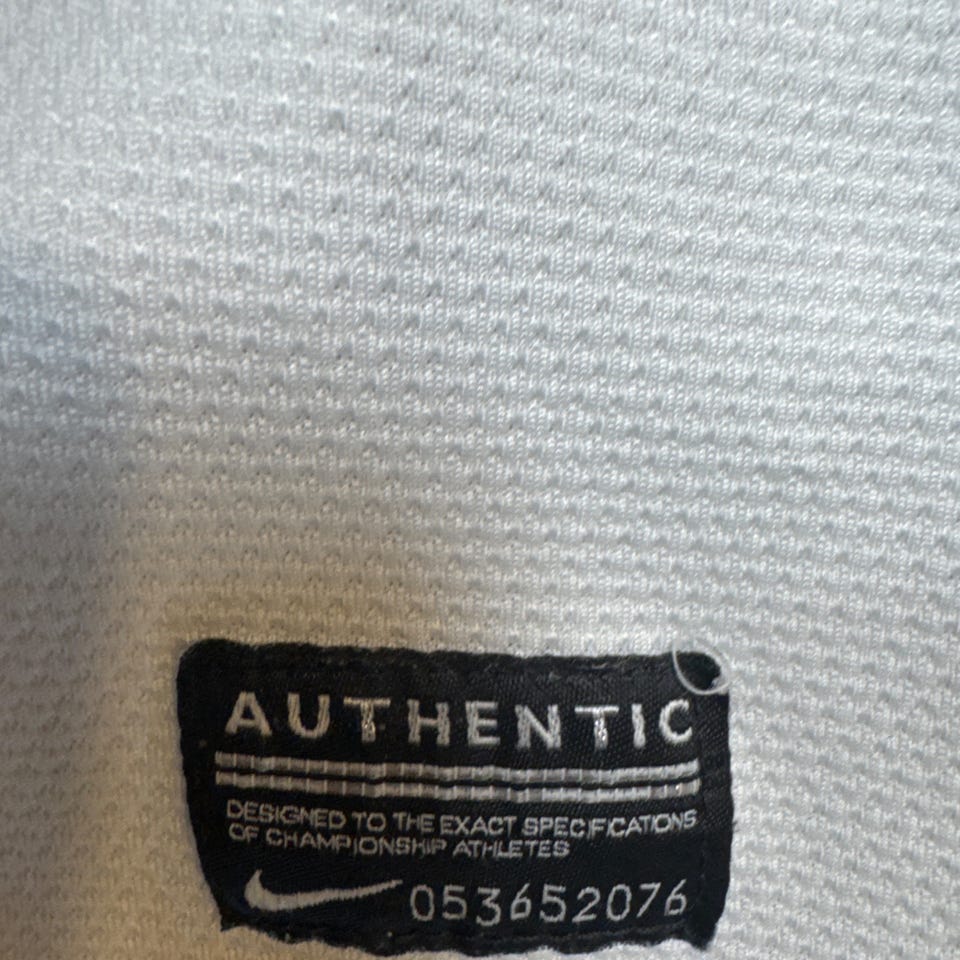 AUTHENTIC
DESIGNED TO THE EXACT SPECIFICATIONS
OF CHAMPIONSHIP ATHLETES
053652076